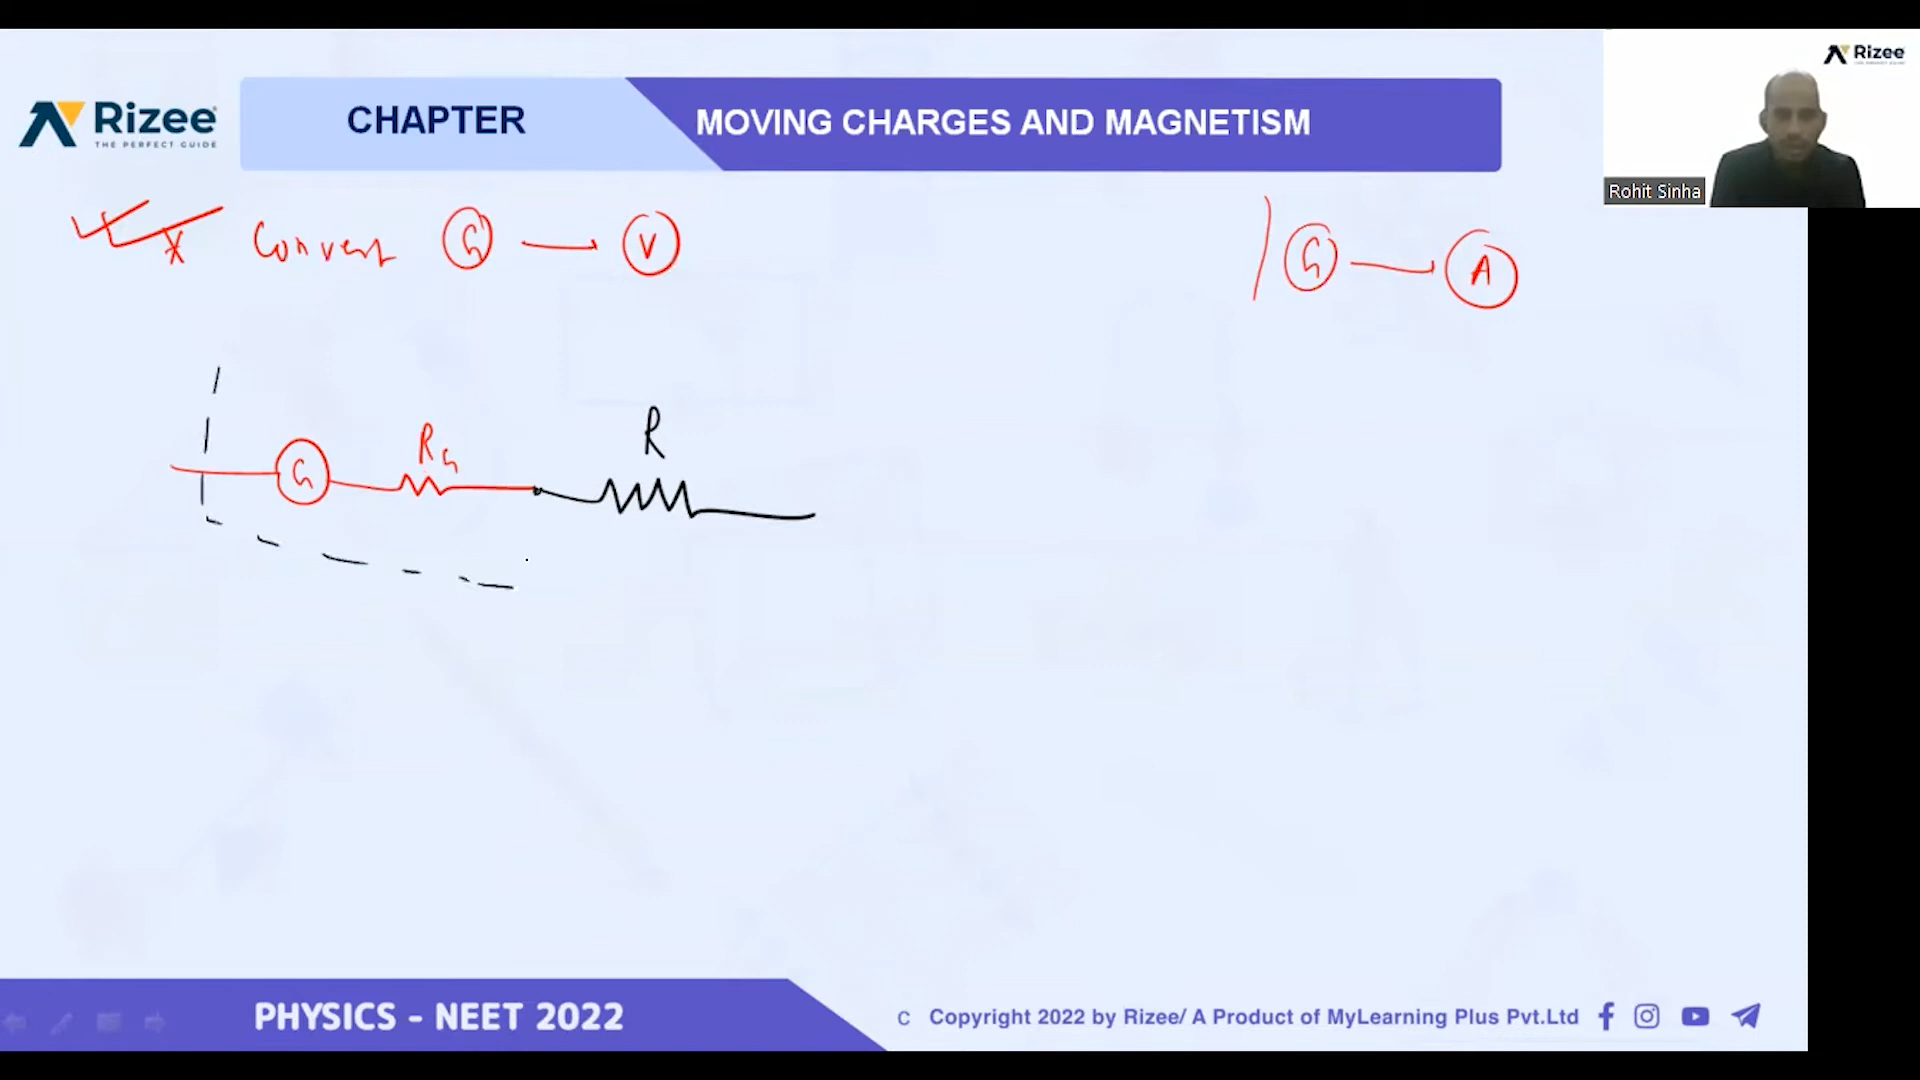 Rizee
THE PERFECT GUIDE
CHAPTER
MOVING CHARGES AND MAGNETISM
Rizee
Rohit Sinha
Convert G → V
G → A
G
RG
R
PHYSICS - NEET 2022
C Copyright 2022 by Rizee/ A Product of MyLearning Plus Pvt.Ltd